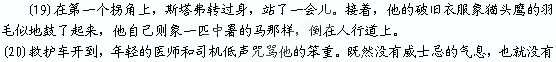 (19)在第一个拐角上，斯塔弗转过身，站了一会儿。接着，他的破旧衣服象猫头鹰的羽
毛似地鼓了起来，他自己则象一匹中暑的马那样，倒在人行道上。
(20)救护车开到，年轻的医师和司机低声咒骂他的笨重。既然没有威士忌的气息，也就没有